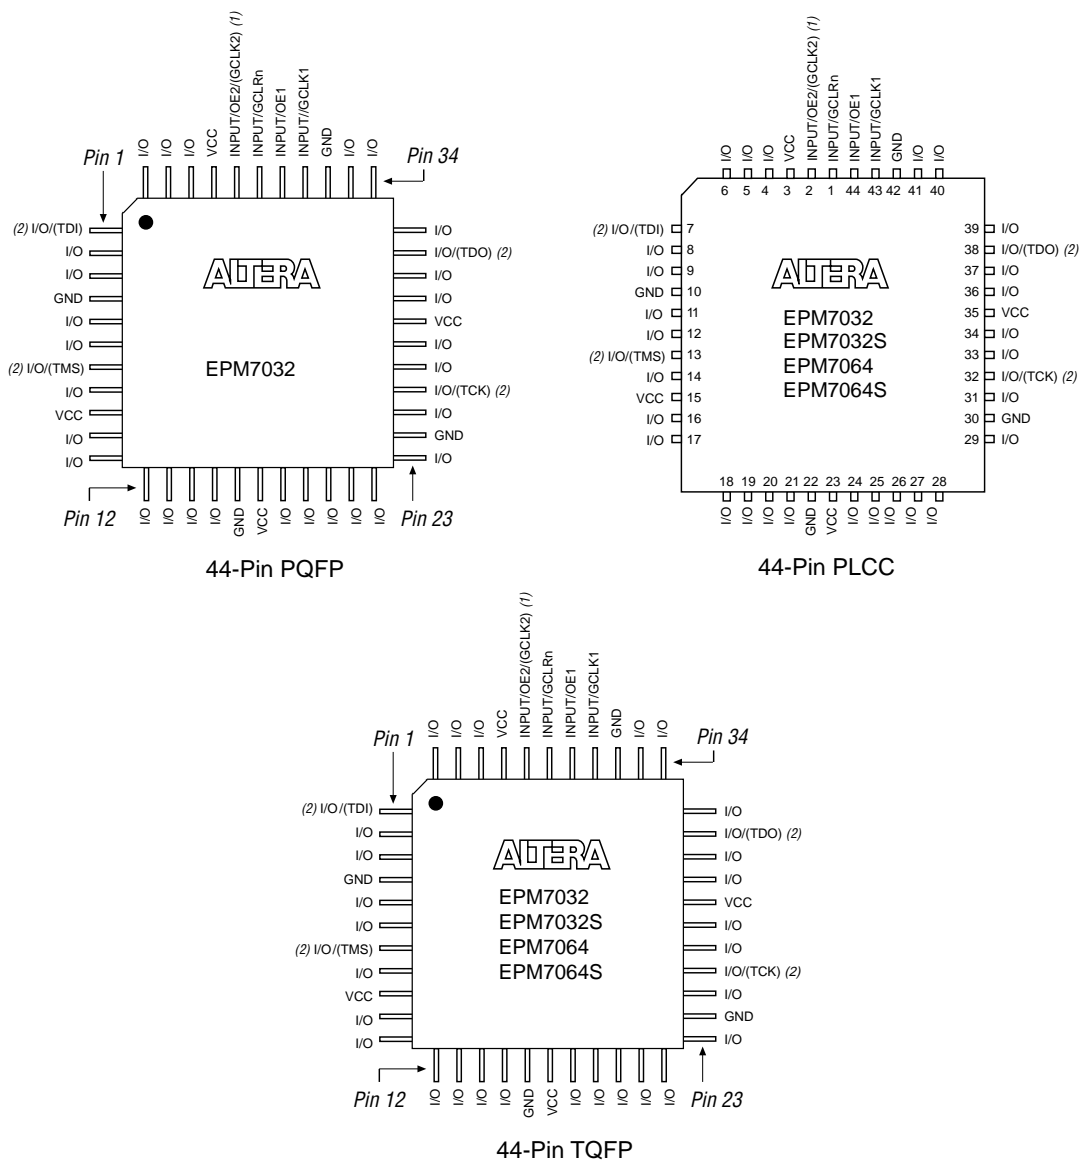 I/O
I/O
I/O
VCC
INPUT/OE2/(GCLK2) (1)
INPUT/GCLRn
INPUT/OE1
INPUT//GCLK1
GND
I/O
I/O
Pin 1
Pin 34
(2) I/O/(TDI)
I/O
I/O
GND
I/O
I/O
(2) I/O/(TMS)
I/O
VCC
I/O
I/O
ALTERA
EPM7032
I/O
I/O/(TDO) (2)
I/O
I/O
VCC
I/O
I/O
I/O/(TCK) (2)
I/O
GND
I/O
Pin 12
Pin 23
I/O
I/O
I/O
I/O
GND
VCC
I/O
I/O
I/O
I/O
I/O
44-Pin PQFP
I/O
I/O
I/O
VCC
INPUT/OE2/(GCLK2) (1)
INPUT/GCLRn
INPUT/OE1
INPUT/GCLK1
GND
I/O
I/O
6 5 4 3 2 1 44 43 42 41 40
(2) I/O/(TDI) 7
I/O 8
I/O 9
GND 10
I/O 11
I/O 12
(2) I/O/(TMS) 13
I/O 14
VCC 15
I/O 16
I/O 17
ALTERA
EPM7032
EPM7032S
EPM7064
EPM7064S
39 I/O
38 I/O/(TDO) (2)
37 I/O
36 I/O
35 VCC
34 I/O
33 I/O
32 I/O/(TCK) (2)
31 I/O
30 GND
29 I/O
18 19 20 21 22 23 24 25 26 27 28
I/O
I/O
I/O
I/O
GND
VCC
I/O
I/O
I/O
I/O
I/O
44-Pin PLCC
I/O
I/O
I/O
VCC
INPUT/OE2/(GCLK2) (1)
INPUT/GCLRn
INPUT/OE1
INPUT/GCLK1
GND
I/O
I/O
Pin 1
Pin 34
(2) I/O/(TDI)
I/O
I/O
GND
I/O
I/O
(2) I/O/(TMS)
I/O
VCC
I/O
I/O
ALTERA
EPM7032
EPM7032S
EPM7064
EPM7064S
I/O
I/O/(TDO) (2)
I/O
I/O
VCC
I/O
I/O
I/O/(TCK) (2)
I/O
GND
I/O
Pin 12
Pin 23
I/O
I/O
I/O
I/O
GND
VCC
I/O
I/O
I/O
I/O
I/O
44-Pin TQFP